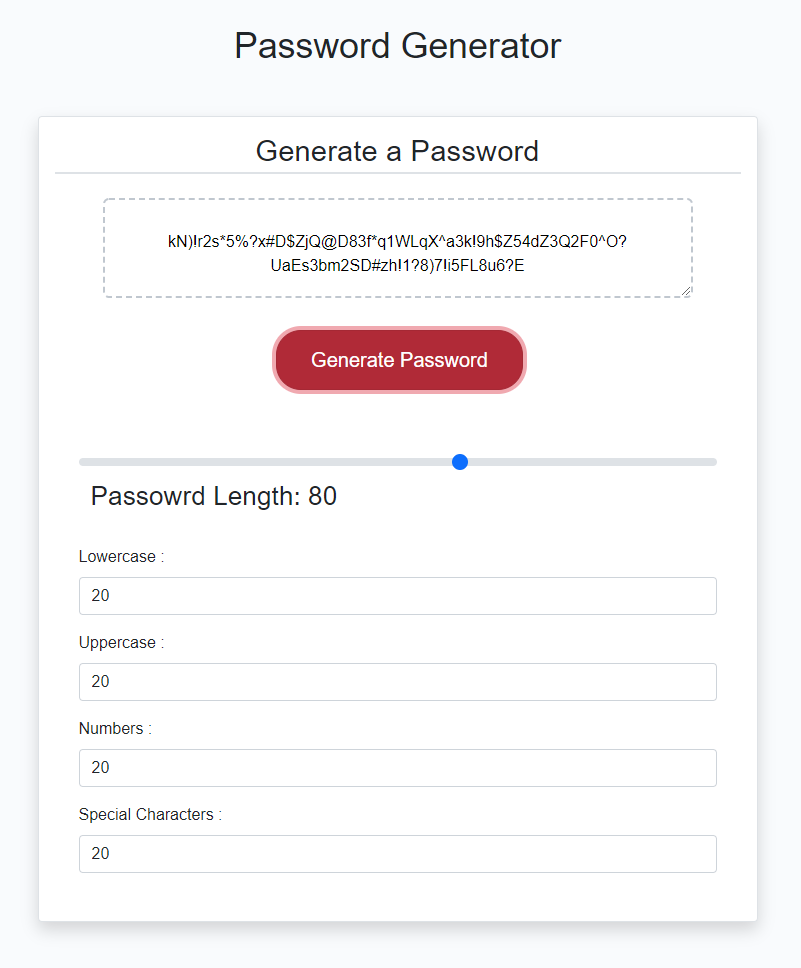 Password Generator
Generate a Password
kN)!r2s*5%?x#D$ZjQ@D83f*q1WLqX^a3k!9h$Z54dZ3Q2F0^O?
UaEs3bm2SD#zh!1?8)7!i5FL8u6?E
Generate Password
Passowrd Length: 80
Lowercase :
20
Uppercase :
20
Numbers :
20
Special Characters :
20